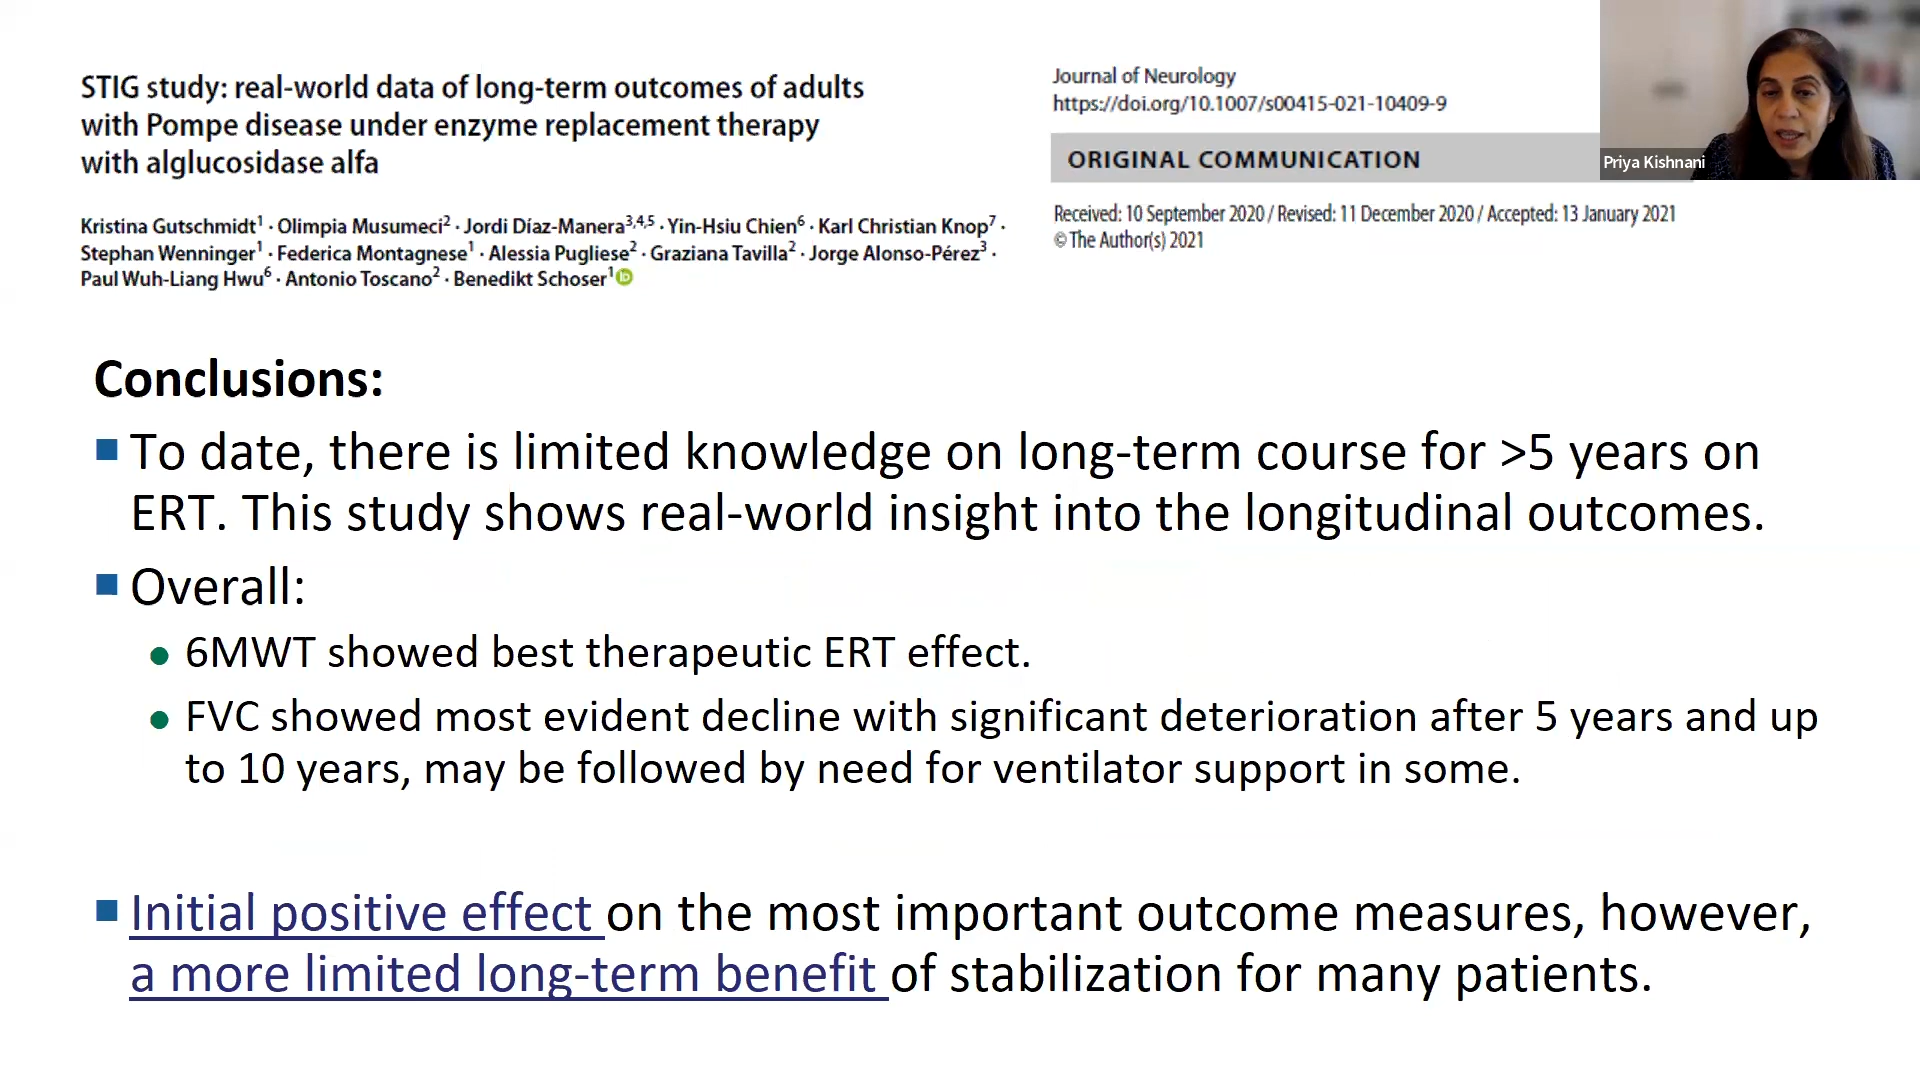 STIG study: real-world data of long-term outcomes of adults
with Pompe disease under enzyme replacement therapy
with alglucosidase alfa
Kristina Gutschmidt1 · Olimpia Musumeci2 · Jordi Díaz-Manera3,4,5 · Yin-Hsiu Chien6 · Karl Christian Knop7 ·
Stephan Wenninger1 · Federica Montagnese1 · Alessia Pugliese2 · Graziana Tavilla2 · Jorge Alonso-Pérez3 ·
Paul Wuh-Liang Hwu6 · Antonio Toscano2 · Benedikt Schoser1 iD
Journal of Neurology
https://doi.org/10.1007/s00415-021-10409-9
ORIGINAL COMMUNICATION
Received: 10 September 2020 / Revised: 11 December 2020 / Accepted: 13 January 2021
© The Author(s) 2021
Priya Kishnani
Conclusions:
To date, there is limited knowledge on long-term course for >5 years on
ERT. This study shows real-world insight into the longitudinal outcomes.
Overall:
6MWT showed best therapeutic ERT effect.
FVC showed most evident decline with significant deterioration after 5 years and up
to 10 years, may be followed by need for ventilator support in some.
Initial positive effect on the most important outcome measures, however,
a more limited long-term benefit of stabilization for many patients.